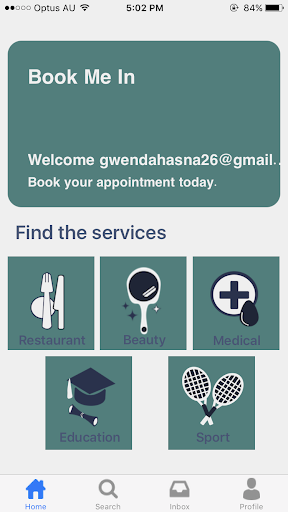 Optus AU
5:02 PM
84%
Book Me In
Welcome gwendahasna26@gmail...
Book your appointment today.
Find the services
Restaurant
Beauty
Medical
Education
Sport
Home
Search
Inbox
Profile